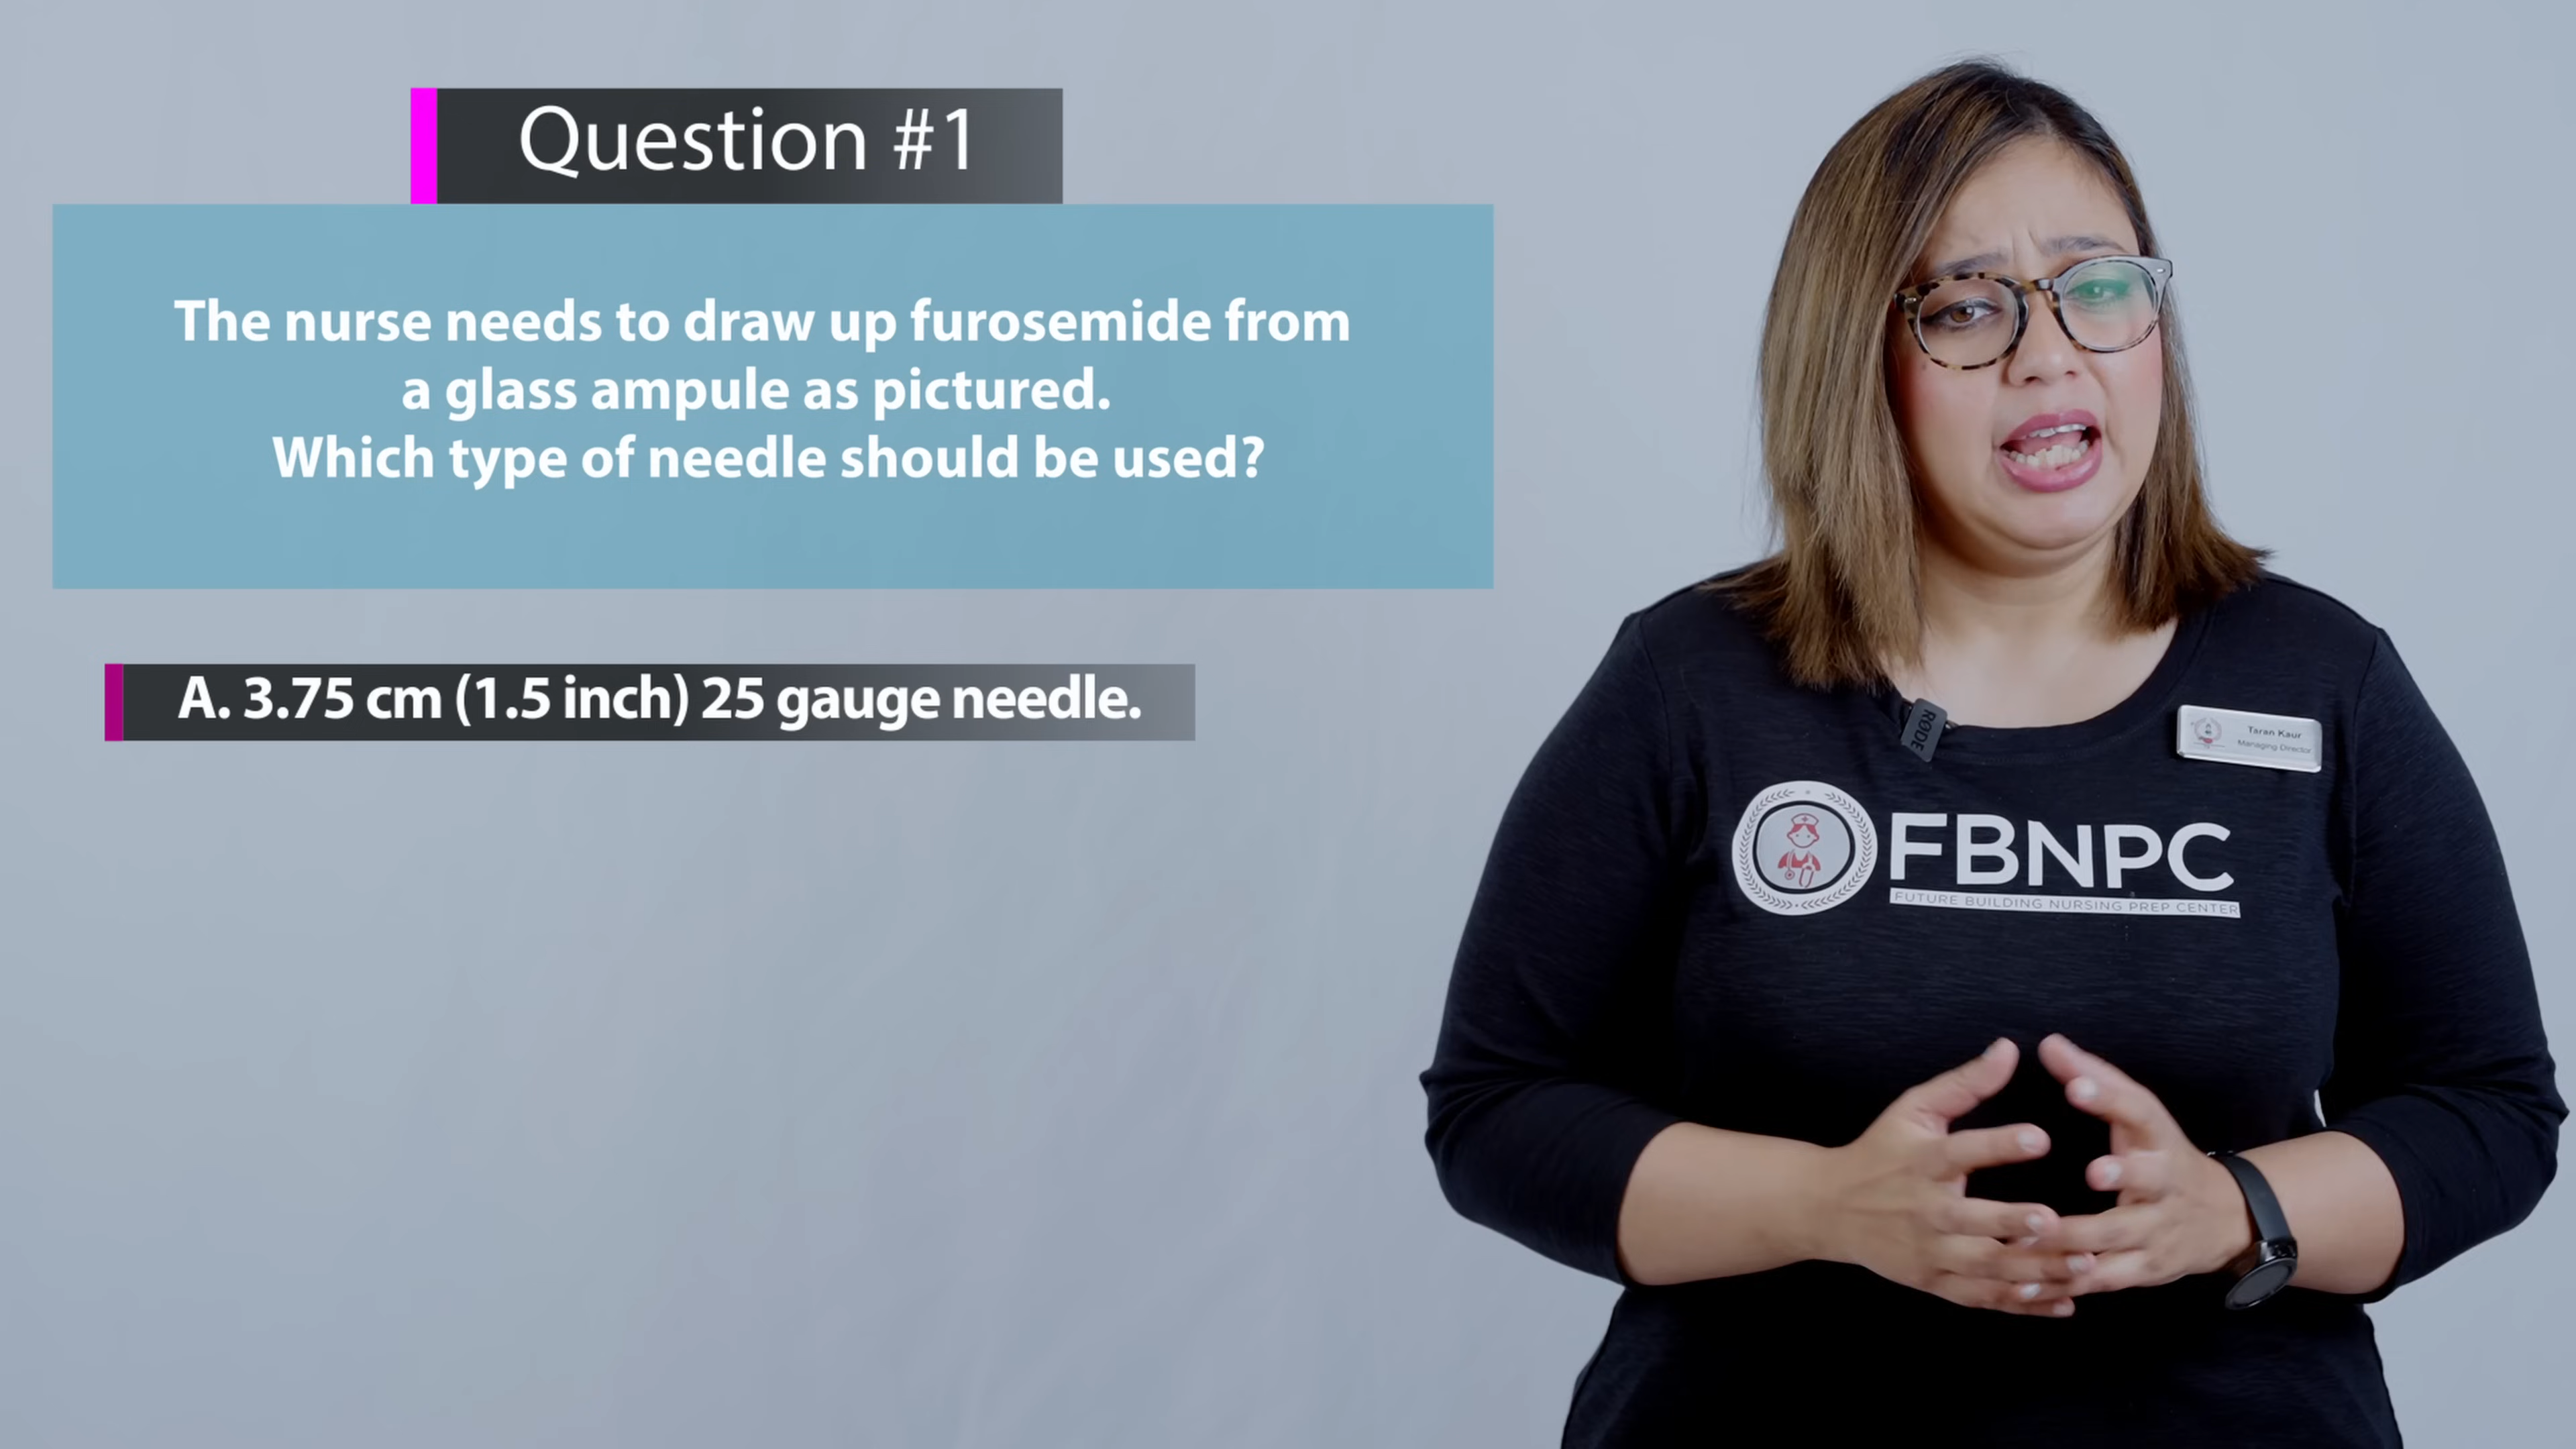 Question #1
The nurse needs to draw up furosemide from
a glass ampule as pictured.
Which type of needle should be used?
A. 3.75 cm (1.5 inch) 25 gauge needle.
RODE
Taran Kaur
Managing Director
FBNPC
FUTURE BUILDING NURSING PREP CENTER